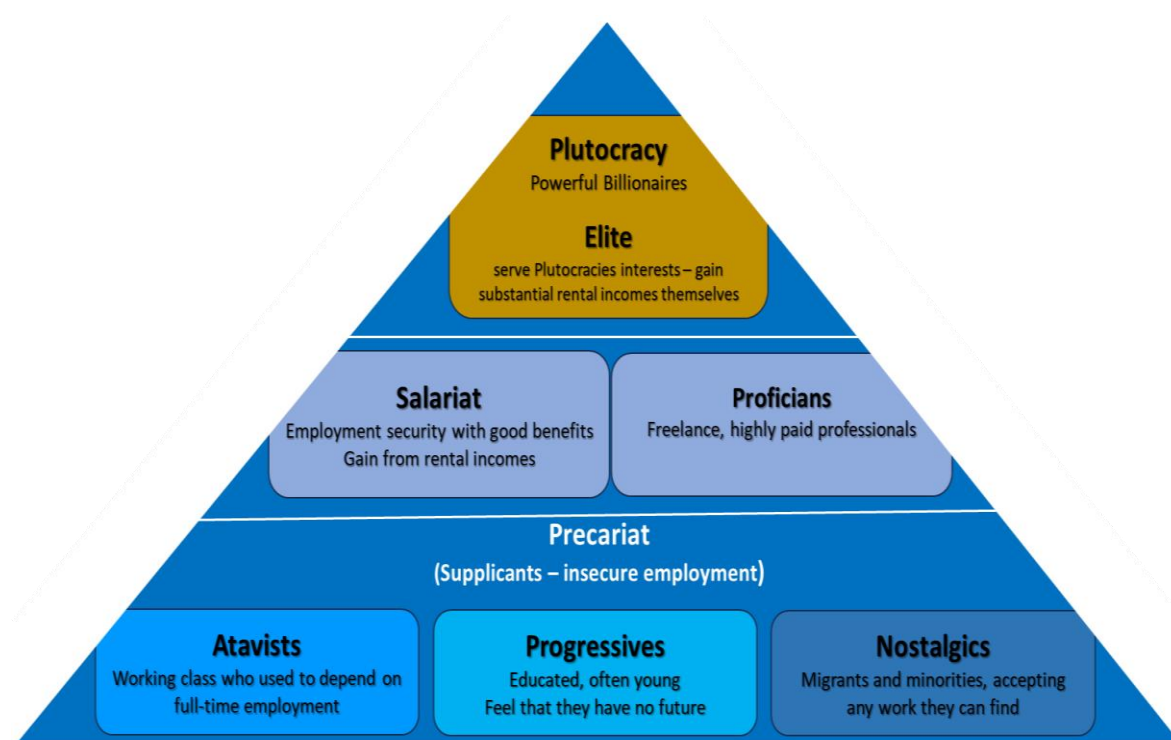 Plutocracy
Powerful Billionaires
Elite
serve Plutocracies interests – gain
substantial rental incomes themselves
Salariat
Employment security with good benefits
Gain from rental incomes
Proficians
Freelance, highly paid professionals
Precariat
(Supplicants – insecure employment)
Atavists
Working class who used to depend on
full-time employment
Progressives
Educated, often young
Feel that they have no future
Nostalgics
Migrants and minorities, accepting
any work they can find